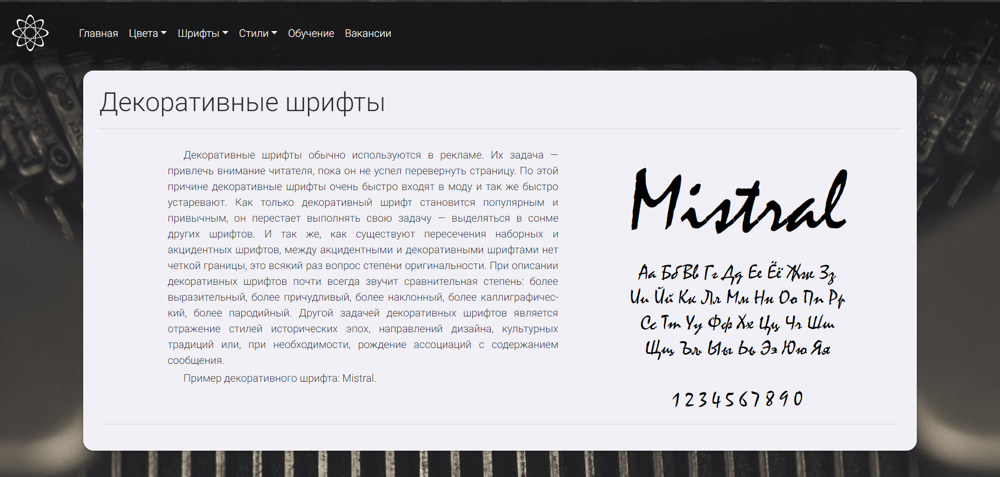 Главная Цвета Шрифты Стили Обучение Вакансии
Декоративные шрифты
Декоративные шрифты обычно используются в рекламе. Их задача —
привлечь внимание читателя, пока он не успел перевернуть страницу. По этой
причине декоративные шрифты очень быстро входят в моду и так же быстро
устаревают. Как только декоративный шрифт становится популярным и
привычным, он перестает выполнять свою задачу — выделяться в сонме
других шрифтов. И так же, как существуют пересечения наборных и
акцидентных шрифтов, между акцидентными и декоративными шрифтами нет
четкой границы, это всякий раз вопрос степени оригинальности. При описании
декоративных шрифтов почти всегда звучит сравнительная степень: более
выразительный, более причудливый, более наклонный, более каллиграфичес-
кий, более пародийный. Другой задачей декоративных шрифтов является
отражение стилей исторических эпох, направлений дизайна, культурных
традиций или, при необходимости, рождение ассоциаций с содержанием
сообщения.
Пример декоративного шрифта: Mistral.
Mistral
Аа Бб Вв Гг Дд Ее Ёё Жж Зз
Ии Йй Кк Лл Мм Нн Оо Пп Рр
Сс Тт Уу Фф Хх Цц Чч Шш
Щщ Ъъ Ыы Ьь Ээ Юю Яя
1 2 3 4 5 6 7 8 9 0